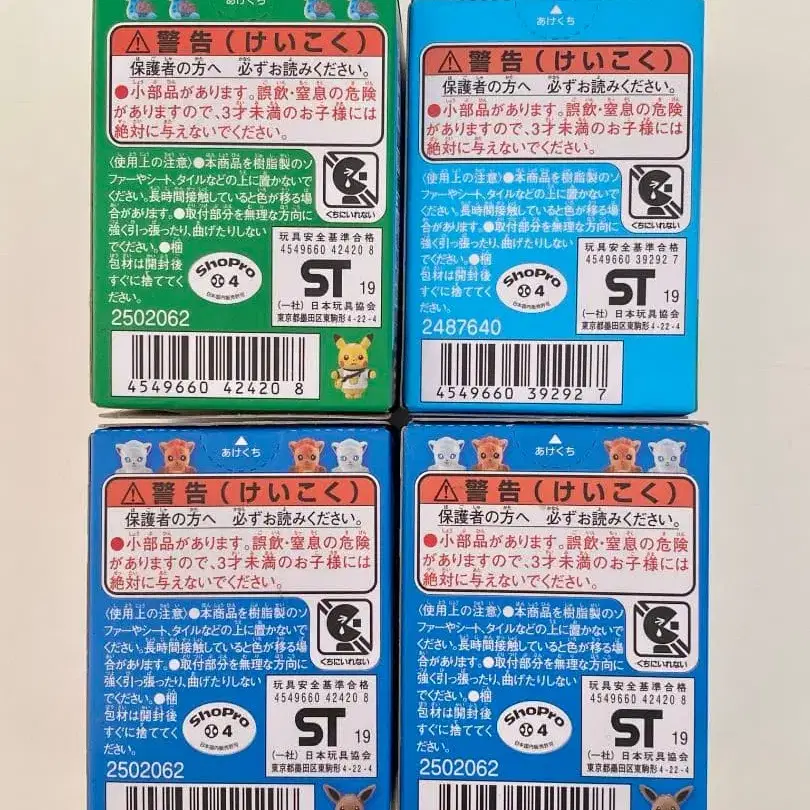 あけくち
警告(けいこく)
保護者の方へ 必ずお読みください。
●小部品があります。誤飲・窒息の危険
がありますので、3才未満のお子様には
絶対に与えないでください。
〈使用上の注意〉●本商品を樹脂製のソ
ファーやシート、タイルなどの上に置かないで
ください。長時間接触していると色が移る場
合があります。●取付部分を無理な方向に
強く引っ張ったり、曲げたりしない
でください。●梱
包材は開封後
すぐに捨ててく
ださい。
くちにいれない
ShoPro
4
日本国内販売許可
玩具安全基準合格
4549660 42420 8
ST 19
(一社)日本玩具協会
東京都墨田区東駒形4-22-4
2502062
4549660 42420 8
あけくち
警告(けいこく)
保護者の方へ 必ずお読みください。
●小部品があります。誤飲・窒息の危険
がありますので、3才未満のお子様には
絶対に与えないでください。
〈使用上の注意〉●本商品を樹脂製のソ
ファーやシート、タイルなどの上に置かないで
ください。長時間接触していると色が移る場
合があります。●取付部分を無理な方向に
強く引っ張ったり、曲げたりしない
でください。●梱
包材は開封後
すぐに捨ててく
ださい。
くちにいれない
ShoPro
4
日本国内販売許可
玩具安全基準合格
4549660 39292 7
ST 19
(一社)日本玩具協会
東京都墨田区東駒形4-22-4
2487640
4549660 39292 7
あけくち
警告(けいこく)
保護者の方へ 必ずお読みください。
●小部品があります。誤飲・窒息の危険
がありますので、3才未満のお子様には
絶対に与えないでください。
〈使用上の注意〉●本商品を樹脂製のソ
ファーやシート、タイルなどの上に置かないで
ください。長時間接触していると色が移る場
合があります。●取付部分を無理な方向に
強く引っ張ったり、曲げたりしない
でください。●梱
包材は開封後
すぐに捨ててく
ださい。
くちにいれない
ShoPro
4
日本国内販売許可
玩具安全基準合格
4549660 42420 8
ST 19
(一社)日本玩具協会
東京都墨田区東駒形4-22-4
2502062
あけくち
警告(けいこく)
保護者の方へ 必ずお読みください。
●小部品があります。誤飲・窒息の危険
がありますので、3才未満のお子様には
絶対に与えないでください。
〈使用上の注意〉●本商品を樹脂製のソ
ファーやシート、タイルなどの上に置かないで
ください。長時間接触していると色が移る場
合があります。●取付部分を無理な方向に
強く引っ張ったり、曲げたりしない
でください。●梱
包材は開封後
すぐに捨ててく
ださい。
くちにいれない
ShoPro
4
日本国内販売許可
玩具安全基準合格
4549660 42420 8
ST 19
(一社)日本玩具協会
東京都墨田区東駒形4-22-4
2502062